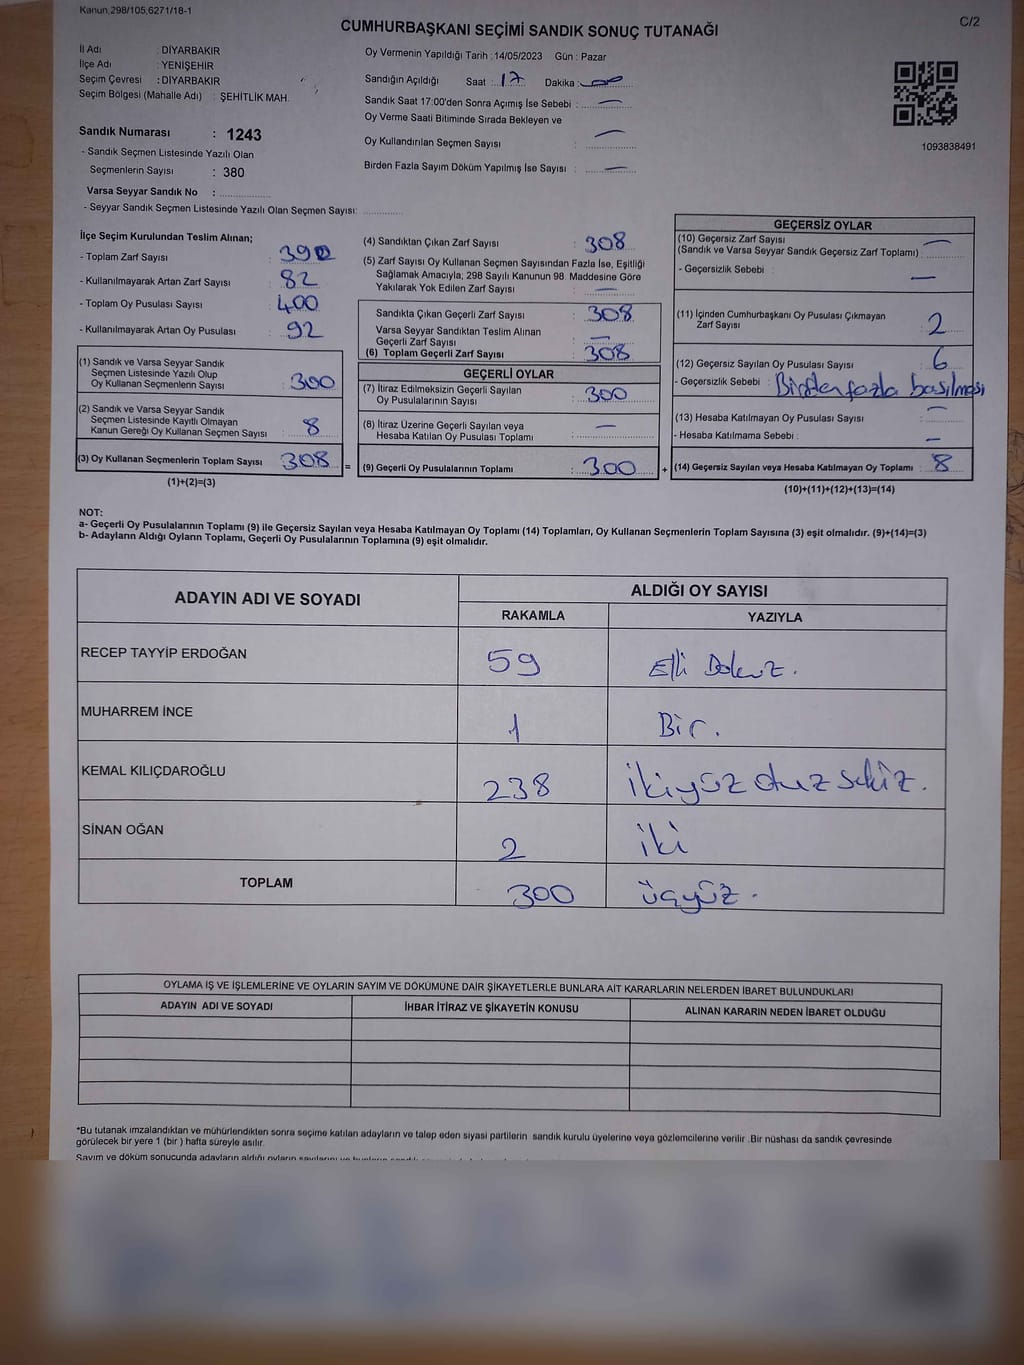 Kanun,298/105,6271/18-1
CUMHURBAŞKANI SEÇİMİ SANDIK SONUÇ TUTANAĞI
C/2
İl Adı : DİYARBAKIR
İlçe Adı : YENİŞEHİR
Seçim Çevresi : DİYARBAKIR
Seçim Bölgesi (Mahalle Adı) : ŞEHİTLİK MAH.
Sandık Numarası : 1243
- Sandık Seçmen Listesinde Yazılı Olan
Seçmenlerin Sayısı : 380
Varsa Seyyar Sandık No :
- Seyyar Sandık Seçmen Listesinde Yazılı Olan Seçmen Sayısı:
Oy Vermenin Yapıldığı Tarih : 14/05/2023 Gün : Pazar
Sandığın Açıldığı Saat : 17 Dakika : 00
Sandık Saat 17:00'den Sonra Açımış İse Sebebi : —
Oy Verme Saati Bitiminde Sırada Bekleyen ve
Oy Kullandırılan Seçmen Sayısı : —
Birden Fazla Sayım Döküm Yapılmış İse Sayısı : —
1093838491
İlçe Seçim Kurulundan Teslim Alınan;
- Toplam Zarf Sayısı : 390
- Kullanılmayarak Artan Zarf Sayısı : 82
- Toplam Oy Pusulası Sayısı : 400
- Kullanılmayarak Artan Oy Pusulası : 92
(1) Sandık ve Varsa Seyyar Sandık
Seçmen Listesinde Yazılı Olup
Oy Kullanan Seçmenlerin Sayısı : 300
(2) Sandık ve Varsa Seyyar Sandık
Seçmen Listesinde Kayıtlı Olmayan
Kanun Gereği Oy Kullanan Seçmen Sayısı : 8
(3) Oy Kullanan Seçmenlerin Toplam Sayısı : 308 =
(1)+(2)=(3)
(4) Sandıktan Çıkan Zarf Sayısı : 308
(5) Zarf Sayısı Oy Kullanan Seçmen Sayısından Fazla İse, Eşitliği
Sağlamak Amacıyla, 298 Sayılı Kanunun 98. Maddesine Göre
Yakılarak Yok Edilen Zarf Sayısı : —
Sandıkta Çıkan Geçerli Zarf Sayısı : 308
Varsa Seyyar Sandıktan Teslim Alınan
Geçerli Zarf Sayısı : —
(6) Toplam Geçerli Zarf Sayısı : 308
GEÇERLİ OYLAR
(7) İtiraz Edilmeksizin Geçerli Sayılan
Oy Pusulalarının Sayısı : 300
(8) İtiraz Üzerine Geçerli Sayılan veya
Hesaba Katılan Oy Pusulası Toplamı : —
(9) Geçerli Oy Pusulalarının Toplamı : 300 +
GEÇERSİZ OYLAR
(10) Geçersiz Zarf Sayısı : —
(Sandık ve Varsa Seyyar Sandık Geçersiz Zarf Toplamı)
- Geçersizlik Sebebi : —
(11) İçinden Cumhurbaşkanı Oy Pusulası Çıkmayan
Zarf Sayısı : 2
(12) Geçersiz Sayılan Oy Pusulası Sayısı : 6
- Geçersizlik Sebebi : Birden fazla basılması
(13) Hesaba Katılmayan Oy Pusulası Sayısı : —
- Hesaba Katılmama Sebebi : —
(14) Geçersiz Sayılan veya Hesaba Katılmayan Oy Toplamı : 8
(10)+(11)+(12)+(13)=(14)
NOT:
a- Geçerli Oy Pusulalarının Toplamı (9) ile Geçersiz Sayılan veya Hesaba Katılmayan Oy Toplamı (14) Toplamları, Oy Kullanan Seçmenlerin Toplam Sayısına (3) eşit olmalıdır. (9)+(14)=(3)
b- Adayların Aldığı Oyların Toplamı, Geçerli Oy Pusulalarının Toplamına (9) eşit olmalıdır.
ADAYIN ADI VE SOYADI
ALDIĞI OY SAYISI
RAKAMLA YAZIYLA
RECEP TAYYİP ERDOĞAN 59 Elli Dokuz.
MUHARREM İNCE 1 Bir.
KEMAL KILIÇDAROĞLU 238 ikiyüz otuz sekiz.
SİNAN OĞAN 2 iki
TOPLAM 300 üçyüz.
OYLAMA İŞ VE İŞLEMLERİNE VE OYLARIN SAYIM VE DÖKÜMÜNE DAİR ŞİKAYETLERLE BUNLARA AİT KARARLARIN NELERDEN İBARET BULUNDUKLARI
ADAYIN ADI VE SOYADI İHBAR İTİRAZ VE ŞİKAYETİN KONUSU ALINAN KARARIN NEDEN İBARET OLDUĞU
*Bu tutanak imzalandıktan ve mühürlendikten sonra seçime katılan adayların ve talep eden siyasi partilerin sandık kurulu üyelerine veya gözlemcilerine verilir .Bir nüshası da sandık çevresinde
görülecek bir yere 1 (bir ) hafta süreyle asılır.
Sayım ve döküm sonucunda adayların aldığı oyların